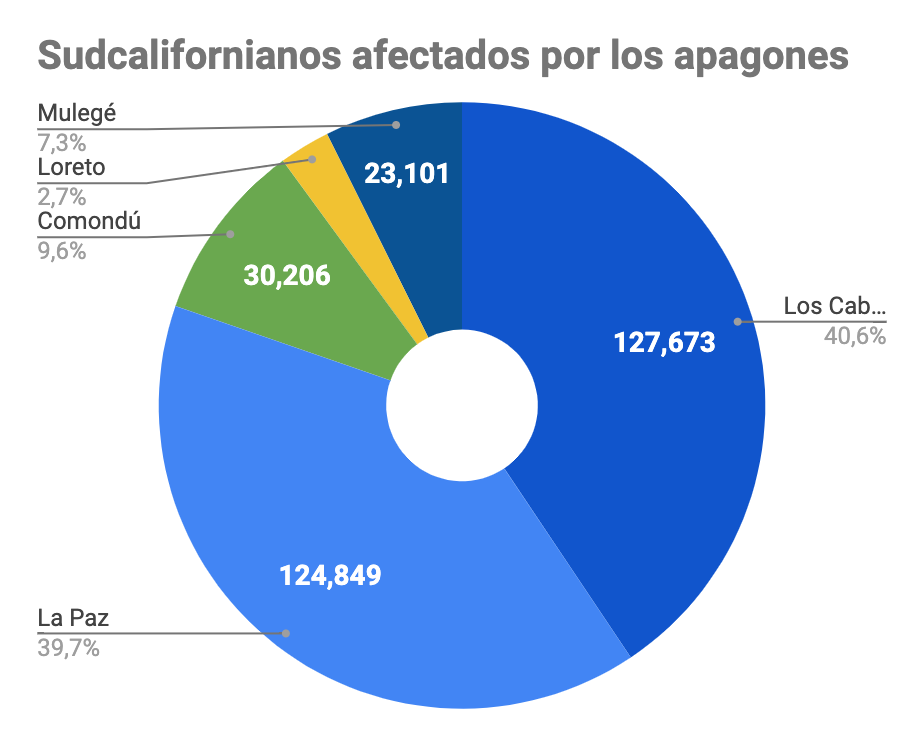 Sudcalifornianos afectados por los apagones
Mulegé
7,3%
Loreto
2,7%
Comondú
9,6%
23,101
30,206
Los Cab...
40,6%
127,673
124,849
La Paz
39,7%